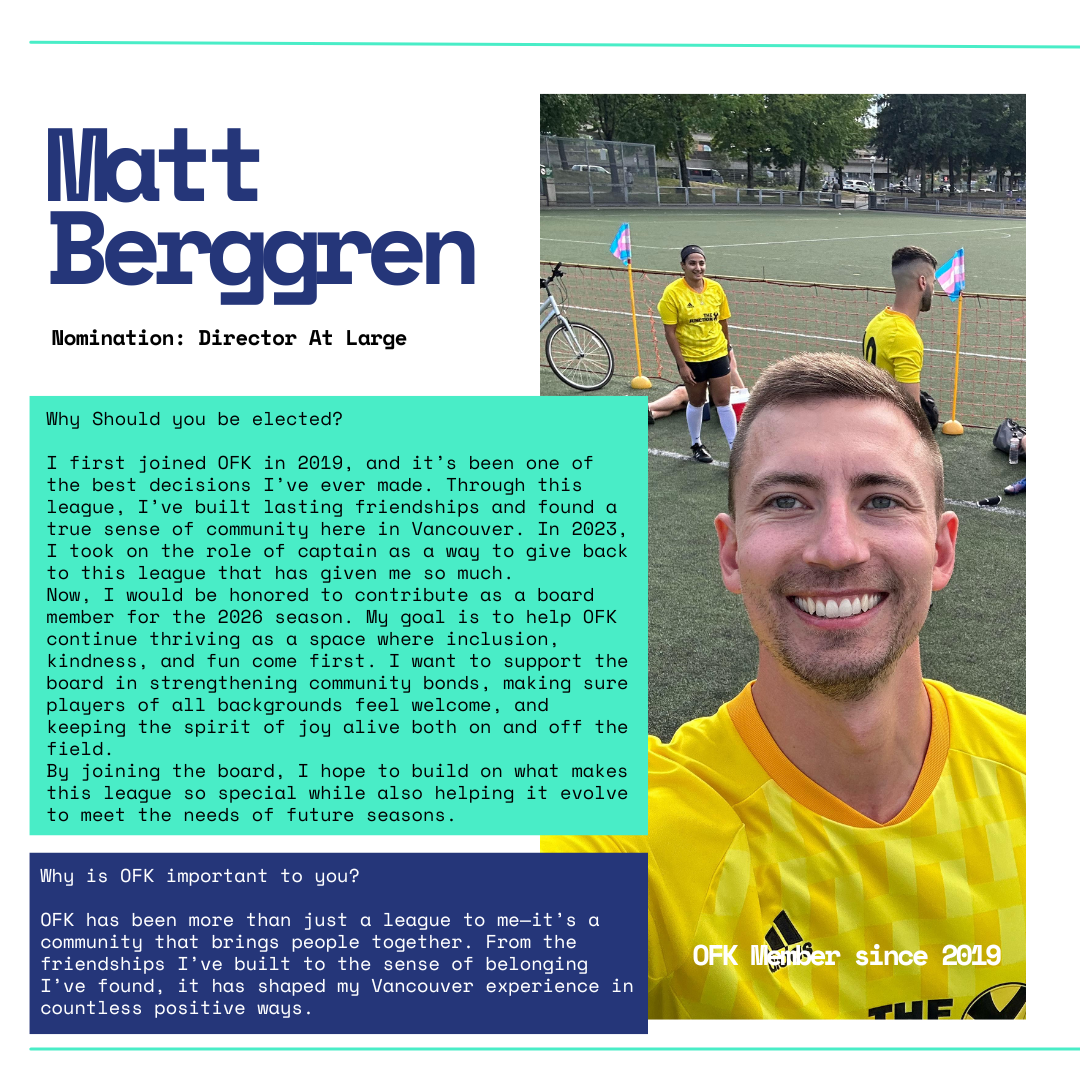 Matt
Berggren
Nomination: Director At Large
Why Should you be elected?
I first joined OFK in 2019, and it's been one of
the best decisions I've ever made. Through this
league, I've built lasting friendships and found a
true sense of community here in Vancouver. In 2023,
I took on the role of captain as a way to give back
to this league that has given me so much.
Now, I would be honored to contribute as a board
member for the 2026 season. My goal is to help OFK
continue thriving as a space where inclusion,
kindness, and fun come first. I want to support the
board in strengthening community bonds, making sure
players of all backgrounds feel welcome, and
keeping the spirit of joy alive both on and off the
field.
By joining the board, I hope to build on what makes
this league so special while also helping it evolve
to meet the needs of future seasons.
Why is OFK important to you?
OFK has been more than just a league to me—it's a
community that brings people together. From the
friendships I've built to the sense of belonging
I've found, it has shaped my Vancouver experience in
countless positive ways.
THE
JUNCTION
OFK Member since 2019
THE